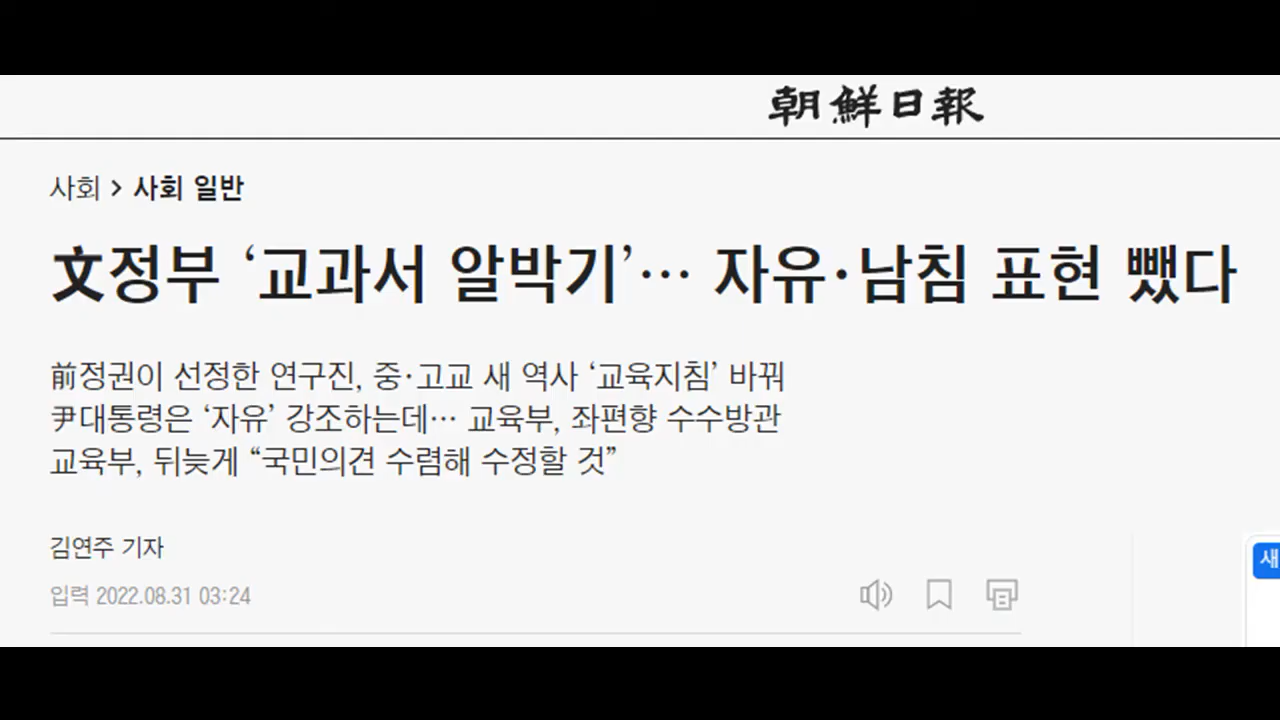 朝鮮日報
사회 > 사회 일반
文정부 ‘교과서 알박기’… 자유·남침 표현 뺐다
前정권이 선정한 연구진, 중·고교 새 역사 ‘교육지침’ 바꿔
尹대통령은 ‘자유’ 강조하는데… 교육부, 좌편향 수수방관
교육부, 뒤늦게 “국민의견 수렴해 수정할 것”
김연주 기자
입력 2022.08.31 03:24
새